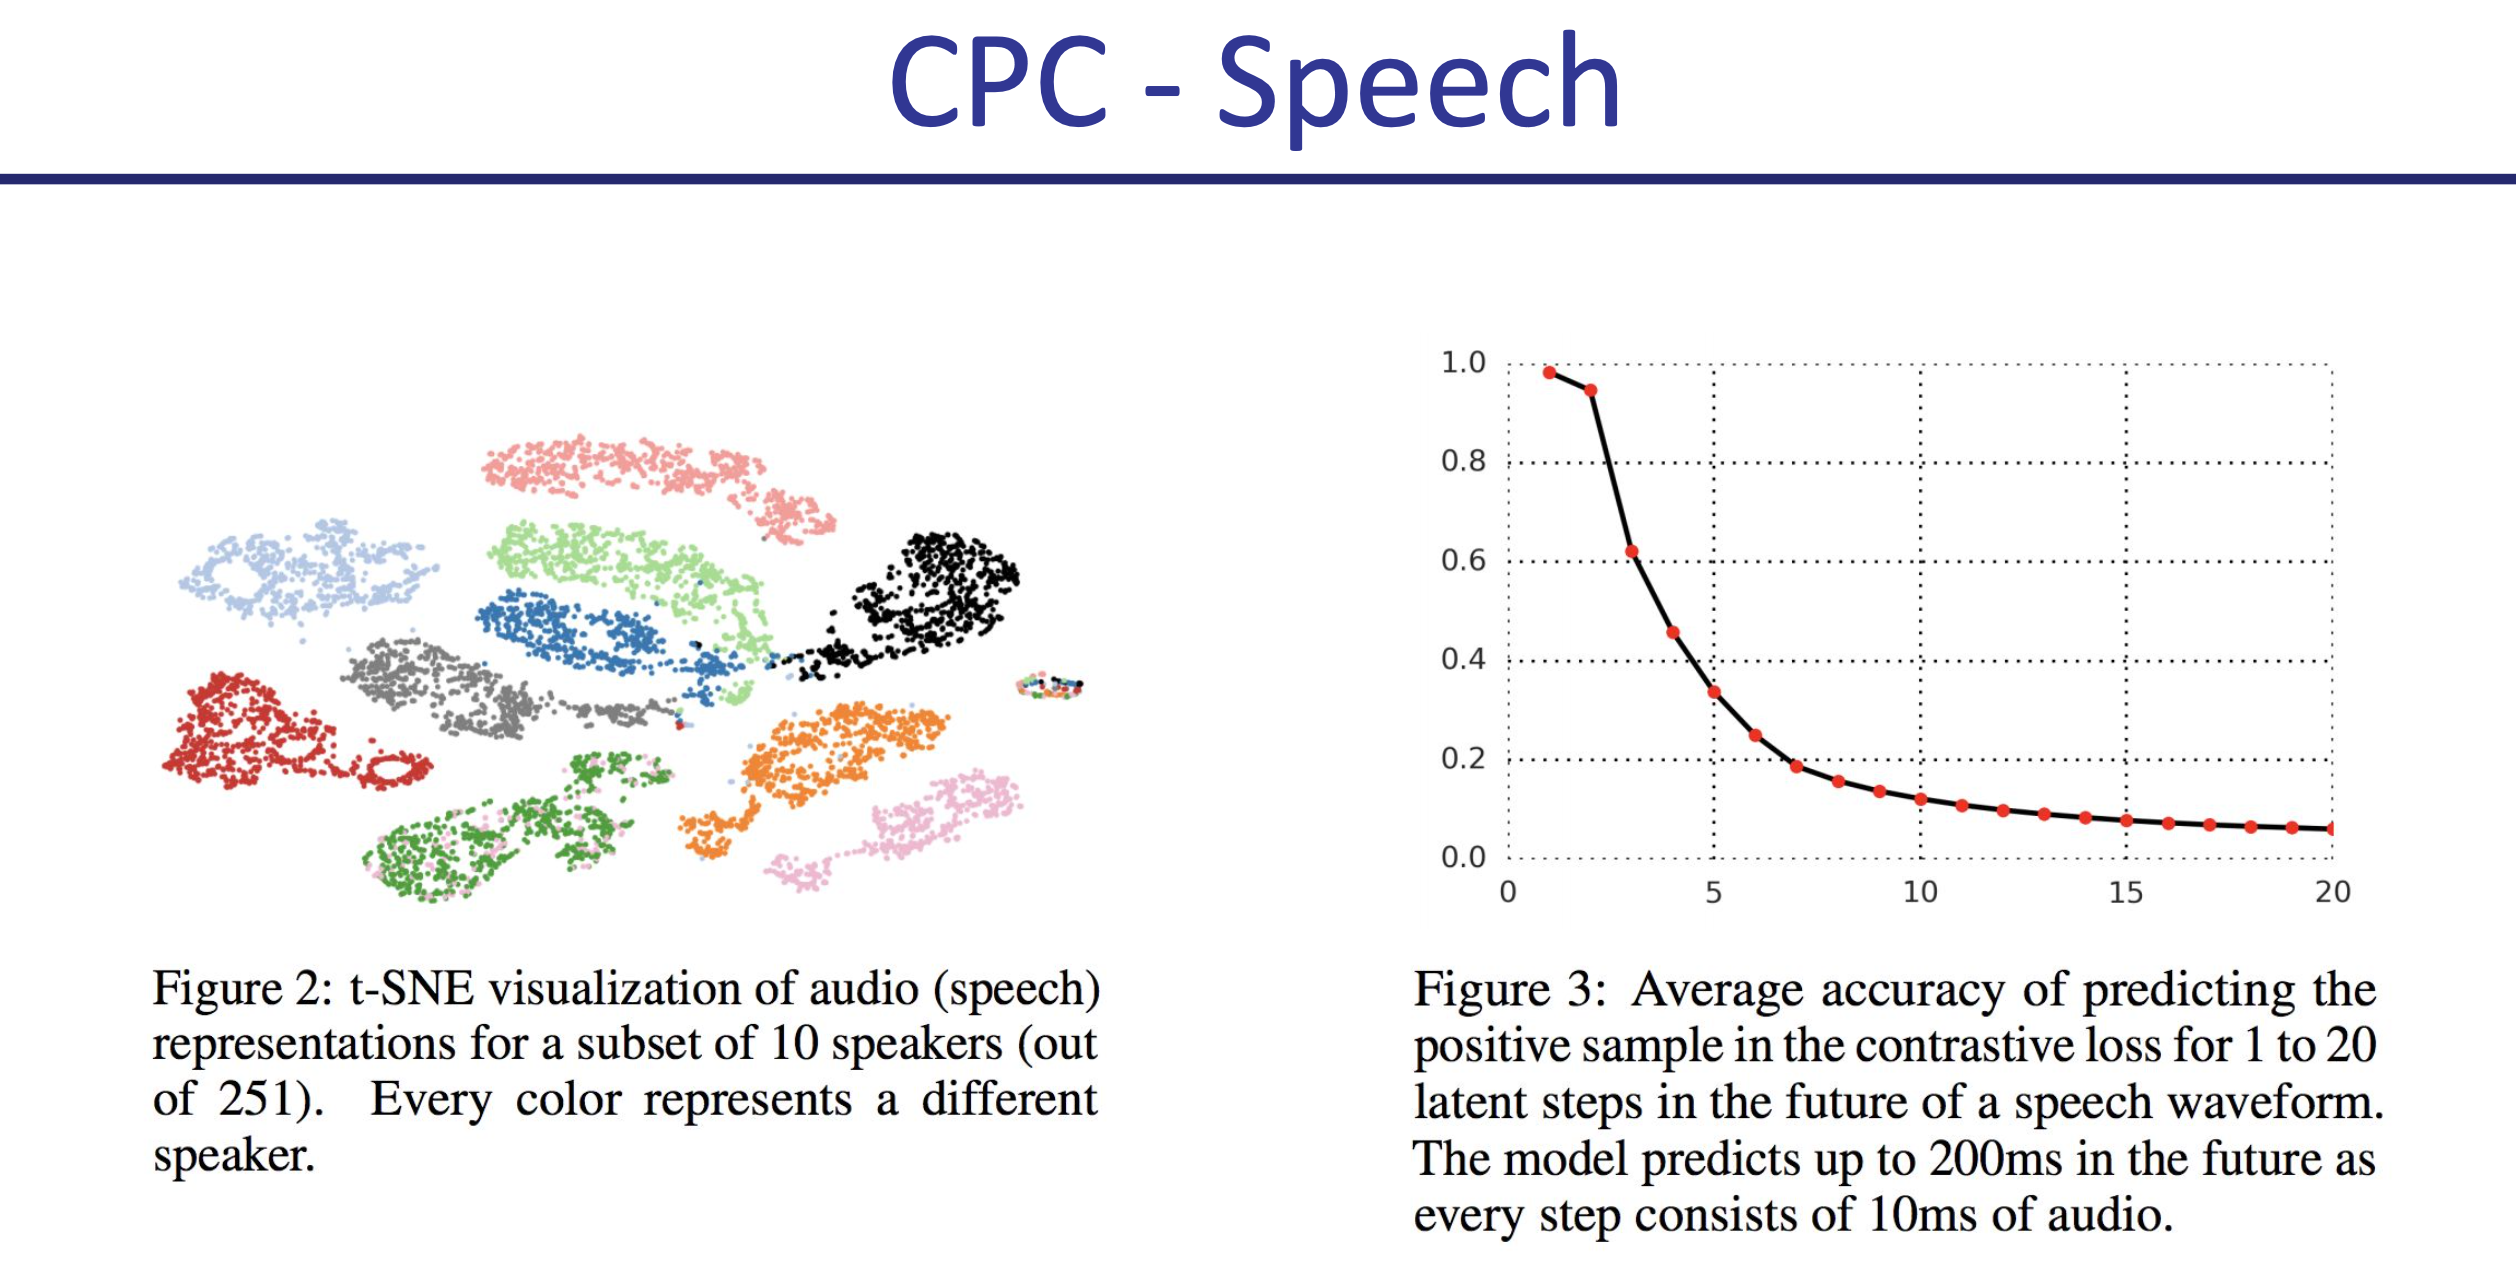 CPC - Speech
1.0
0.8
0.6
0.4
0.2
0.0
0 5 10 15 20
Figure 2: t-SNE visualization of audio (speech)
representations for a subset of 10 speakers (out
of 251). Every color represents a different
speaker.
Figure 3: Average accuracy of predicting the
positive sample in the contrastive loss for 1 to 20
latent steps in the future of a speech waveform.
The model predicts up to 200ms in the future as
every step consists of 10ms of audio.